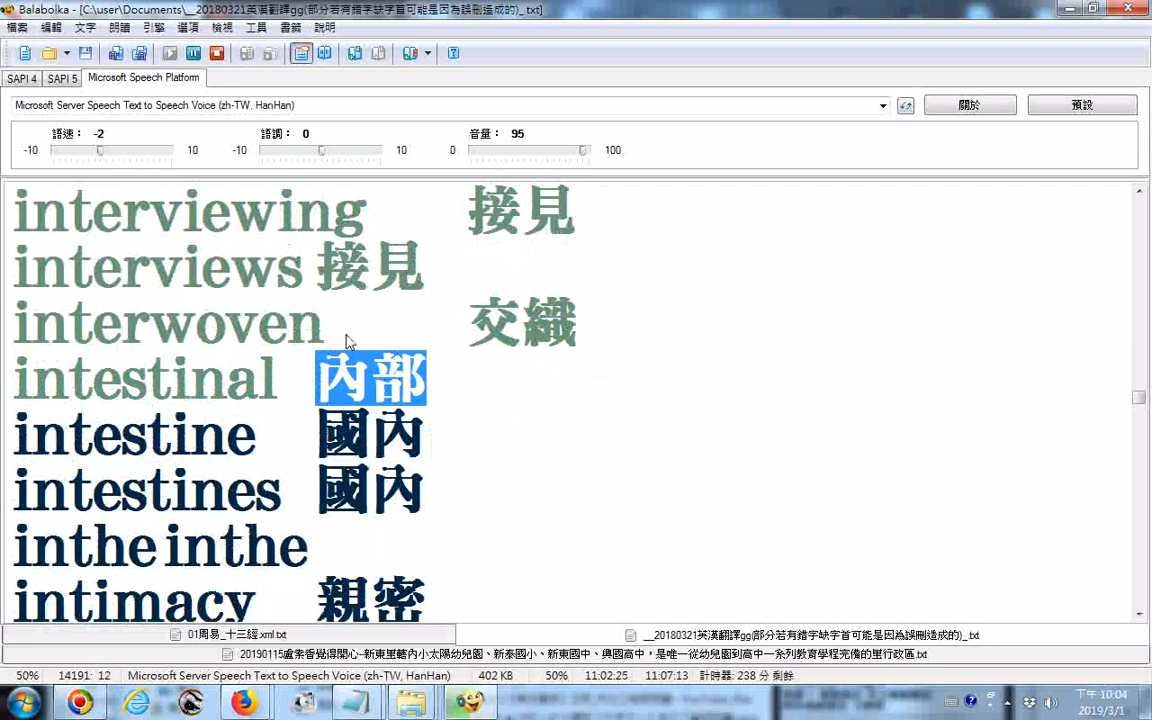 Balabolka - [C:\user\Documents\__20180321英漢翻譯gg(部分若有錯字缺字首可能是因為誤刪造成的)_.txt]
檔案 編輯 文字 朗讀 引擎 選項 檢視 工具 書籤 說明
SAPI 4 SAPI 5 Microsoft Speech Platform
Microsoft Server Speech Text to Speech Voice (zh-TW, HanHan) 關於 預設
語速： -2 語調： 0 音量： 95
-10 10 -10 10 0 100
interviewing 接見
interviews 接見
interwoven 交織
intestinal 內部
intestine 國內
intestines 國內
inthe inthe
intimacy 親密
01周易_十三經.xml.txt __20180321英漢翻譯gg(部分若有錯字缺字首可能是因為誤刪造成的)_.txt
20190115盧素香覺得開心-新東里轄內小太陽幼兒園、新泰國小、新東國中、興國高中，是唯一從幼兒園到高中一系列教育學程完備的里行政區.txt
50% 14191: 12 Microsoft Server Speech Text to Speech Voice (zh-TW, HanHan) 402 KB 50% 11:02:25 11:07:13 計時器: 238 分 剩餘
下午 10:04
2019/3/1